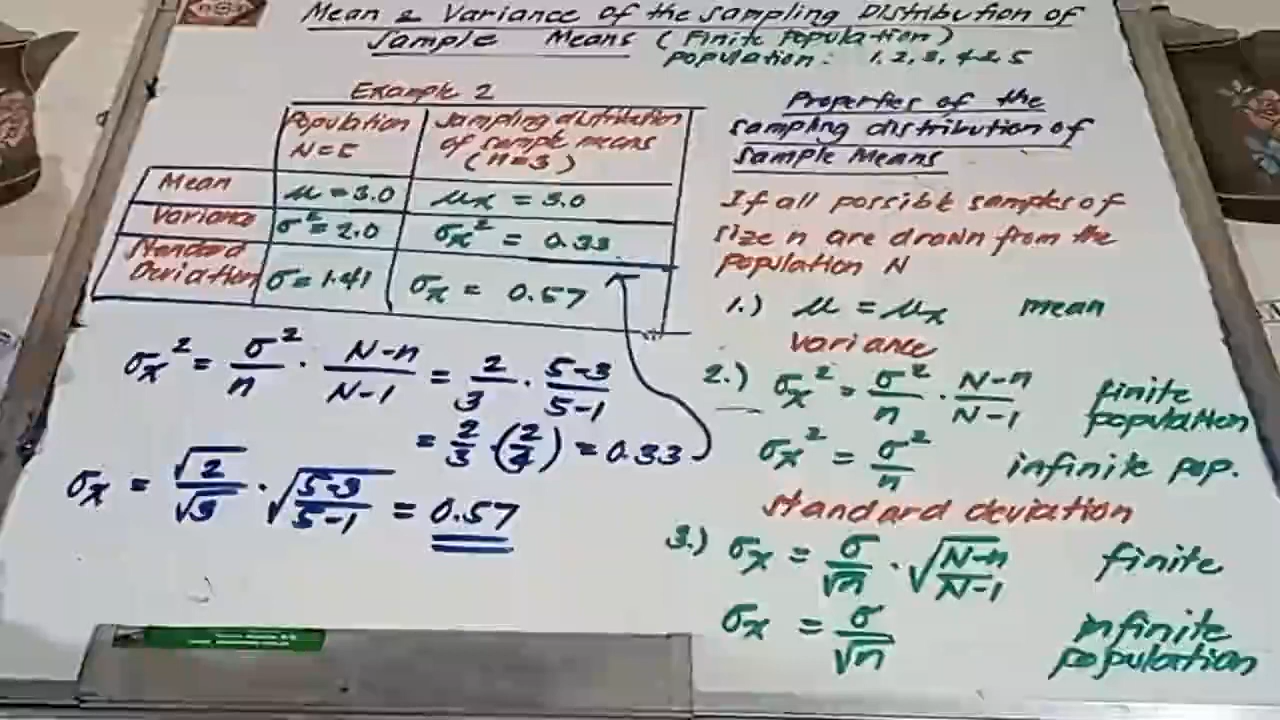 Mean & Variance of the Sampling Distribution of
Sample Means (Finite Population)
population: 1, 2, 3, 4 & 5
Example 2
Population
N = 5
Sampling distribution
of sample means
(n=3)
Mean
μ = 3.0
μx = 3.0
Variance
σ² = 2.0
σx² = 0.33
Standard
Deviation
σ = 1.41
σx = 0.57
σx² = σ²/n · N-n/N-1 = 2/3 · 5-3/5-1
= 2/3 · (2/4) = 0.33
σx = √2/√3 · √(5-3/5-1) = 0.57
Properties of the
sampling distribution of
Sample Means
If all possible samples of
size n are drawn from the
population N
1.) μ = μx mean
variance
2.) σx² = σ²/n · N-n/N-1 finite
population
σx² = σ²/n infinite pop.
standard deviation
3.) σx = σ/√n · √(N-n/N-1) finite
σx = σ/√n infinite
population